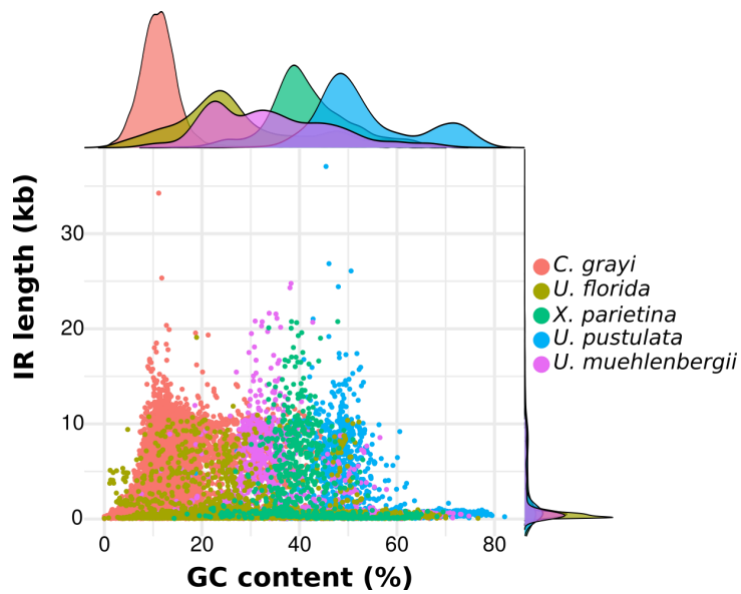 IR length (kb)
30
20
10
0
0 20 40 60 80
GC content (%)
C. grayi
U. florida
X. parietina
U. pustulata
U. muehlenbergii